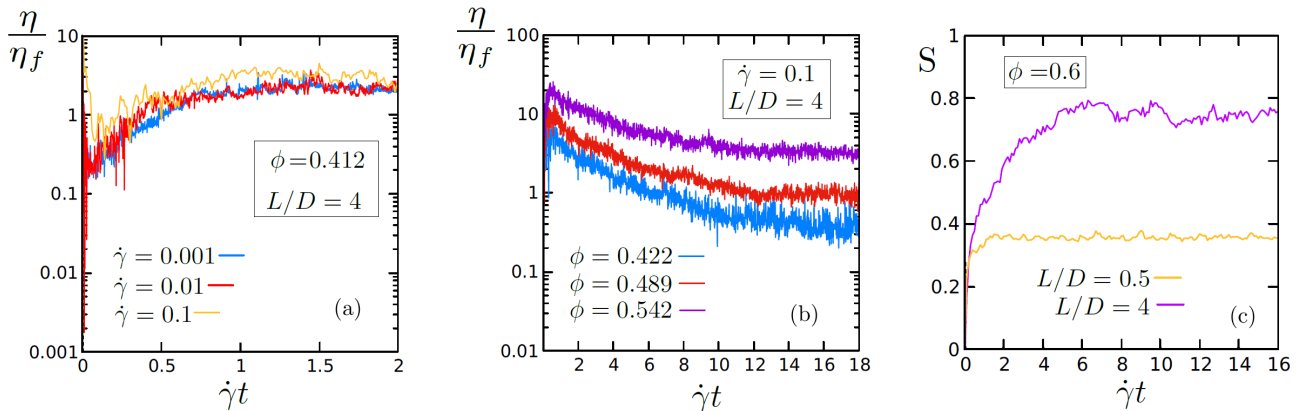 η/η_f
10
1
0.1
0.01
0.001
0 0.5 1 1.5 2
γ̇t
ϕ=0.412
L/D = 4
γ̇ = 0.001
γ̇ = 0.01
γ̇ = 0.1
(a)
η/η_f
100
10
1
0.1
0.01
0 2 4 6 8 10 12 14 16 18
γ̇t
γ̇ = 0.1
L/D = 4
ϕ = 0.422
ϕ = 0.489
ϕ = 0.542
(b)
S
1
0.8
0.6
0.4
0.2
0
0 2 4 6 8 10 12 14 16
γ̇t
ϕ=0.6
L/D = 0.5
L/D = 4
(c)